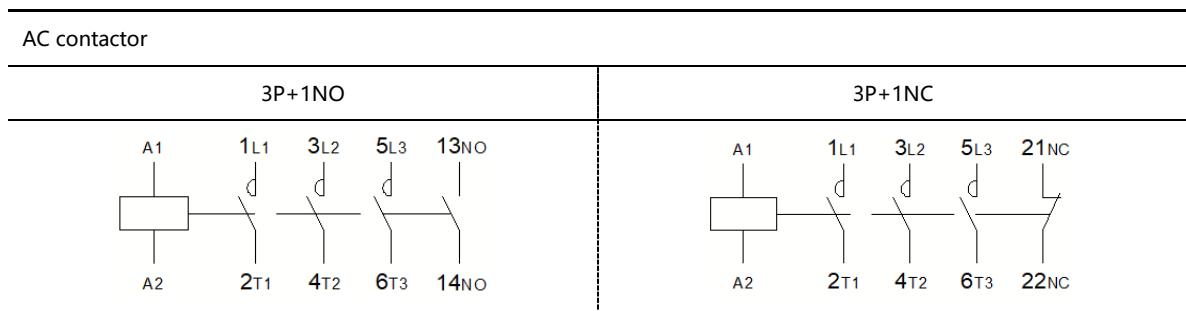 AC contactor
3P+1NO 3P+1NC
A1 1L1 3L2 5L3 13NO
A2 2T1 4T2 6T3 14NO
A1 1L1 3L2 5L3 21NC
A2 2T1 4T2 6T3 22NC